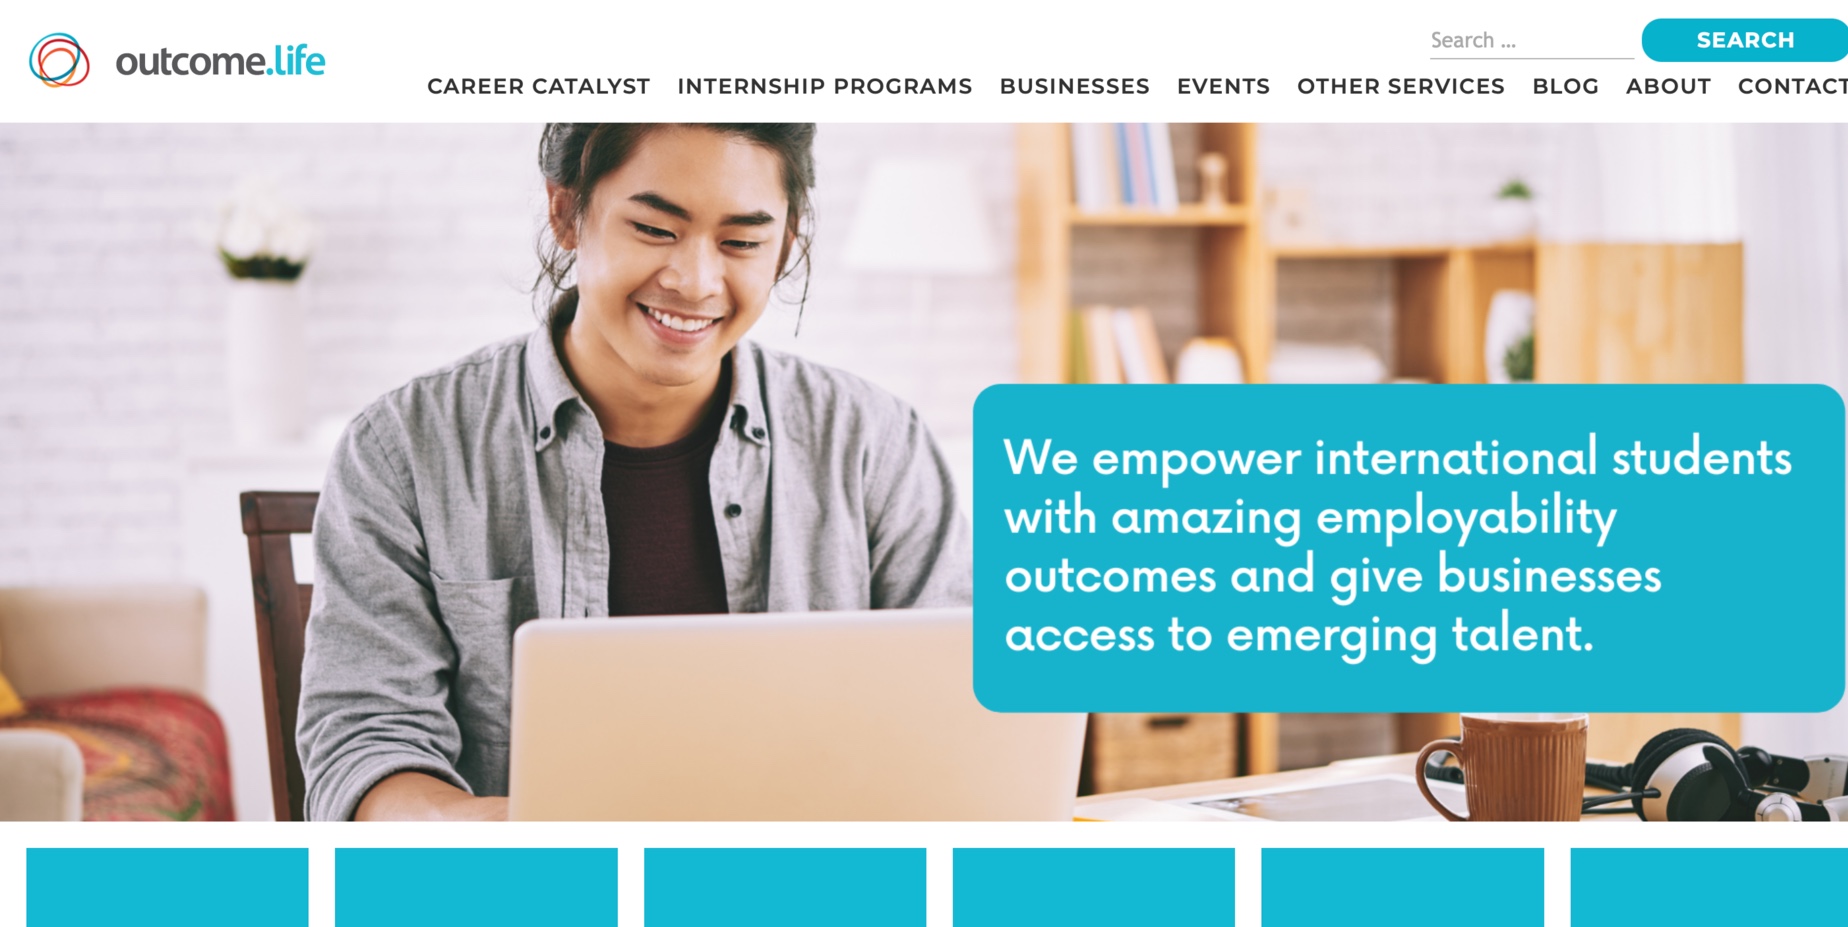 outcome.life
Search ...
SEARCH
CAREER CATALYST INTERNSHIP PROGRAMS BUSINESSES EVENTS OTHER SERVICES BLOG ABOUT CONTACT
We empower international students
with amazing employability
outcomes and give businesses
access to emerging talent.